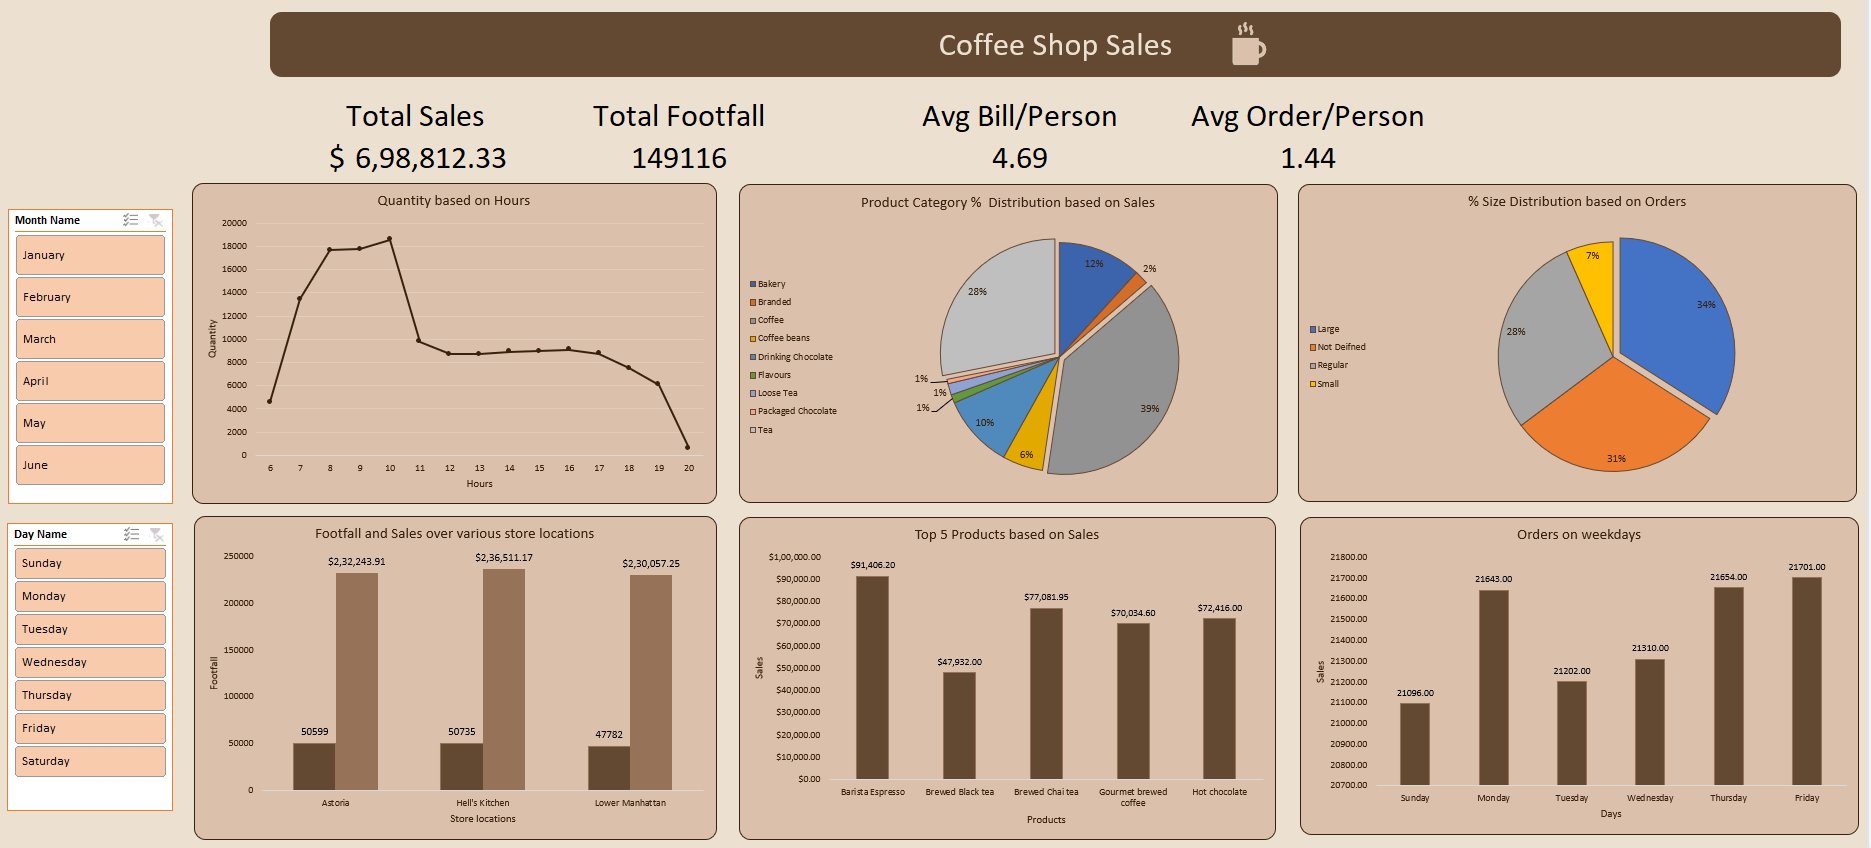 Coffee Shop Sales
Total Sales
$ 6,98,812.33
Total Footfall
149116
Avg Bill/Person
4.69
Avg Order/Person
1.44
Month Name
January
February
March
April
May
June
Day Name
Sunday
Monday
Tuesday
Wednesday
Thursday
Friday
Saturday
Quantity based on Hours
Quantity
20000
18000
16000
14000
12000
10000
8000
6000
4000
2000
0
6 7 8 9 10 11 12 13 14 15 16 17 18 19 20
Hours
Product Category % Distribution based on Sales
Bakery
Branded
Coffee
Coffee beans
Drinking Chocolate
Flavours
Loose Tea
Packaged Chocolate
Tea
12%
2%
39%
6%
10%
1%
1%
1%
28%
% Size Distribution based on Orders
Large
Not Deifned
Regular
Small
34%
31%
28%
7%
Footfall and Sales over various store locations
Footfall
250000
200000
150000
100000
50000
0
50599
$2,32,243.91
50735
$2,36,511.17
47782
$2,30,057.25
Astoria Hell's Kitchen Lower Manhattan
Store locations
Top 5 Products based on Sales
Sales
$1,00,000.00
$90,000.00
$80,000.00
$70,000.00
$60,000.00
$50,000.00
$40,000.00
$30,000.00
$20,000.00
$10,000.00
$0.00
$91,406.20
$47,932.00
$77,081.95
$70,034.60
$72,416.00
Barista Espresso
Brewed Black tea
Brewed Chai tea
Gourmet brewed
coffee
Hot chocolate
Products
Orders on weekdays
Sales
21800.00
21700.00
21600.00
21500.00
21400.00
21300.00
21200.00
21100.00
21000.00
20900.00
20800.00
20700.00
21096.00
21643.00
21202.00
21310.00
21654.00
21701.00
Sunday Monday Tuesday Wednesday Thursday Friday
Days